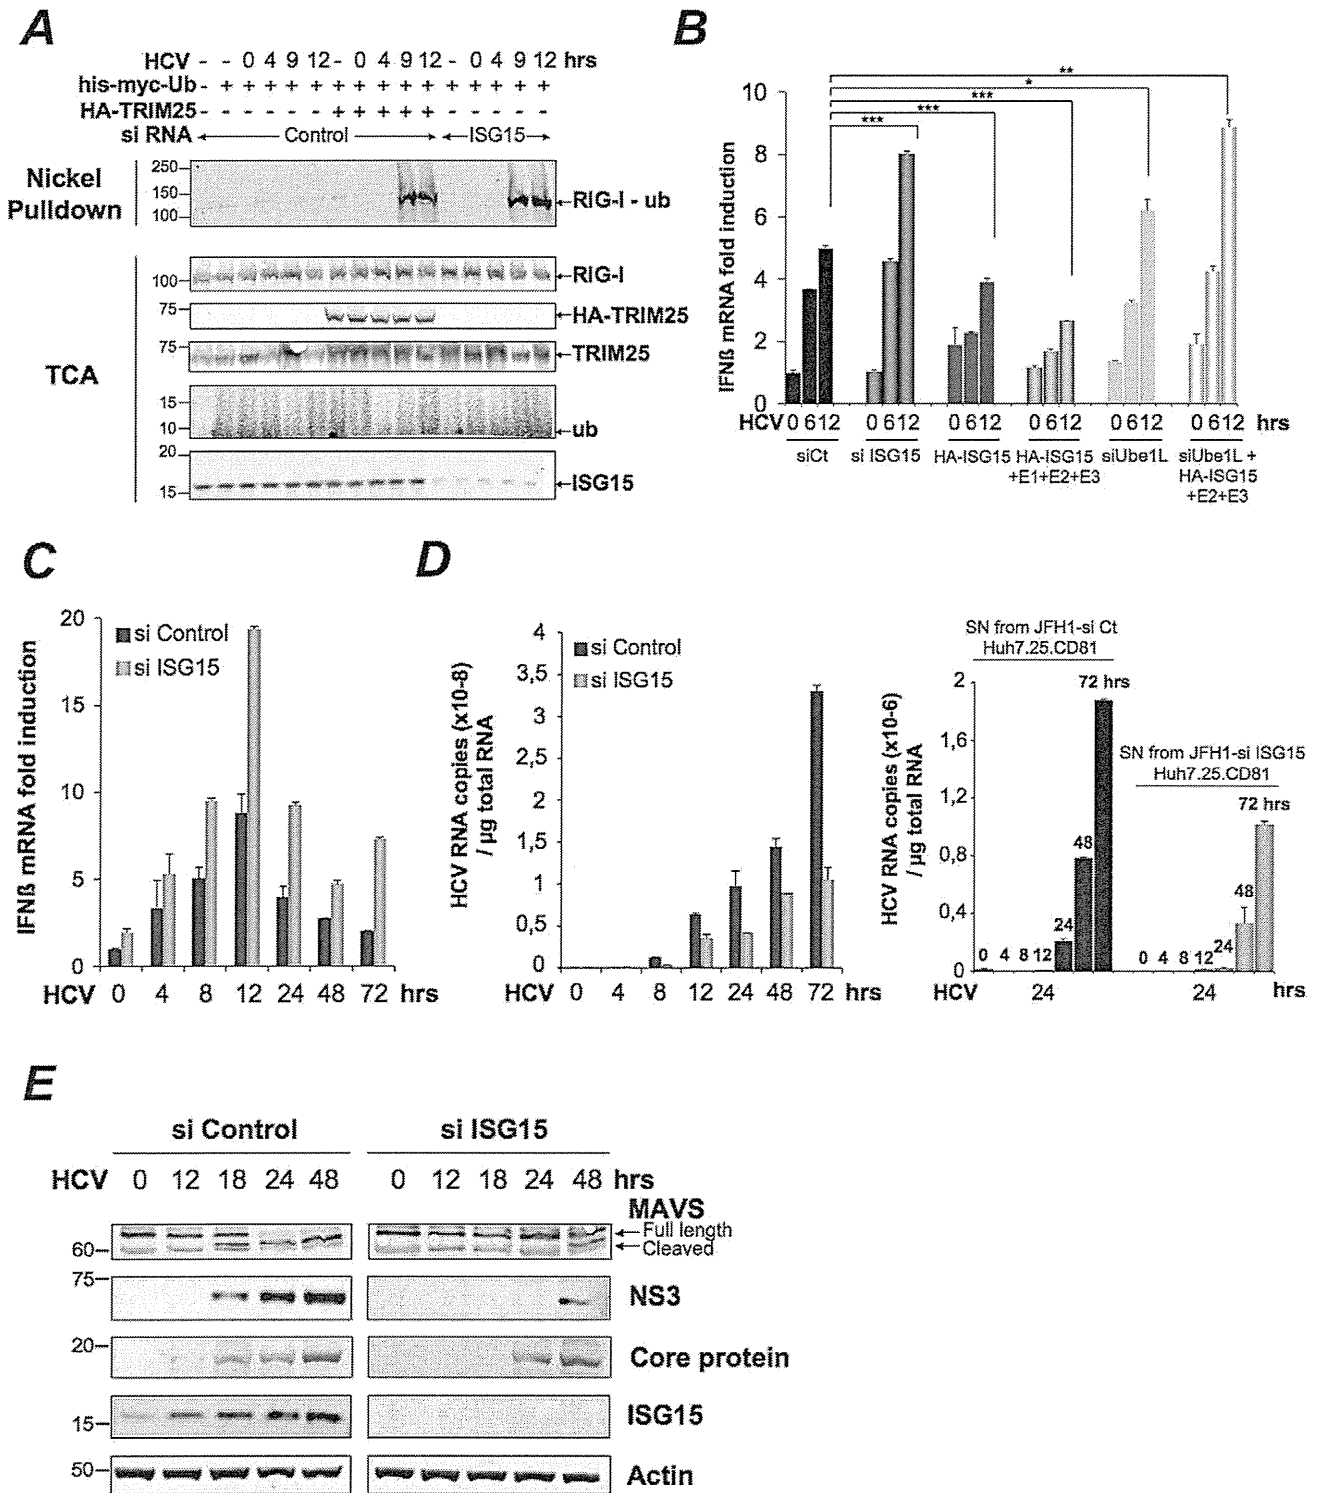 A
HCV - - 0 4 9 12 - 0 4 9 12 - 0 4 9 12 hrs
his-myc-Ub - + + + + + + + + + + + + + + +
HA-TRIM25 - - - - - - + + + + + - - - - -
si RNA Control ISG15
Nickel
Pulldown
250
150
100
RIG-I - ub
TCA
100
RIG-I
75
HA-TRIM25
75
TRIM25
15
10
ub
20
15
ISG15
B
IFNß mRNA fold induction
10
8
6
4
2
0
**
*
***
***
***
HCV 0 6 12 0 6 12 0 6 12 0 6 12 0 6 12 0 6 12 hrs
siCt si ISG15 HA-ISG15 HA-ISG15 siUbe1L siUbe1L +
+E1+E2+E3 HA-ISG15
+E2+E3
C
IFNß mRNA fold induction
20
15
10
5
0
si Control
si ISG15
HCV 0 4 8 12 24 48 72 hrs
D
HCV RNA copies (x10-8)
/ µg total RNA
4
3,5
3
2,5
2
1,5
1
0,5
0
si Control
si ISG15
HCV 0 4 8 12 24 48 72 hrs
HCV RNA copies (x10-6)
/ µg total RNA
2
1,6
1,2
0,8
0,4
0
SN from JFH1-si Ct
Huh7.25.CD81
72 hrs
48
24
0 4 8 12
SN from JFH1-si ISG15
Huh7.25.CD81
72 hrs
48
24
0 4 8 12
HCV 24 24 hrs
E
si Control si ISG15
HCV 0 12 18 24 48 0 12 18 24 48 hrs
MAVS
60
Full length
Cleaved
75
NS3
20
Core protein
15
ISG15
50
Actin